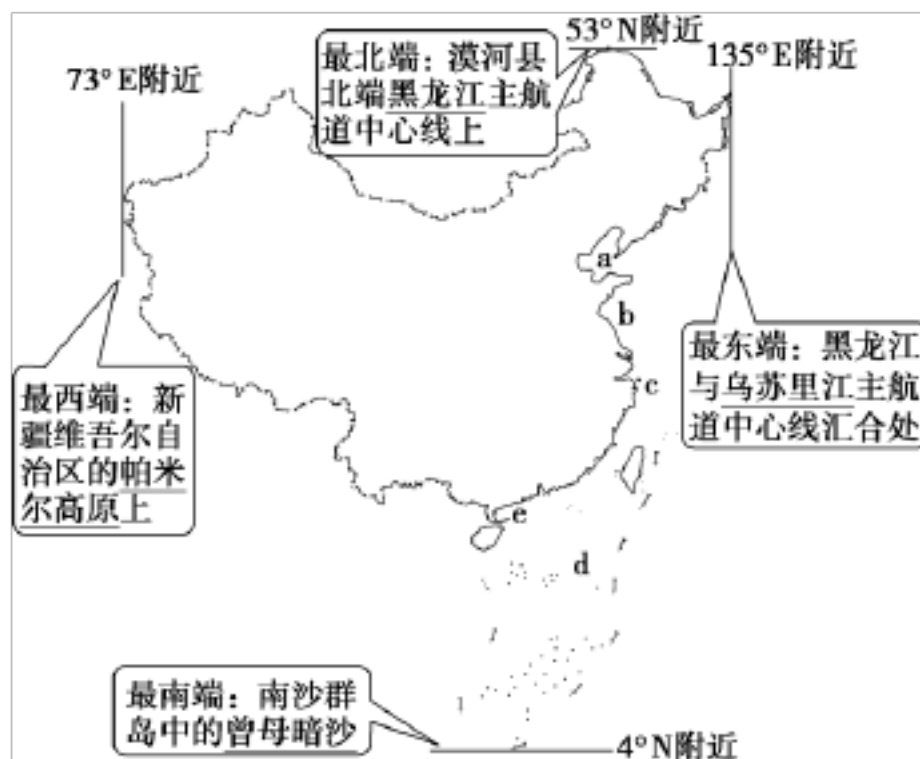 53°N附近
73°E附近
135°E附近
最北端：漠河县
北端黑龙江主航
道中心线上
a
b
c
最东端：黑龙江
与乌苏里江主航
道中心线汇合处
最西端：新
疆维吾尔自
治区的帕米
尔高原上
e
d
最南端：南沙群
岛中的曾母暗沙
4°N附近